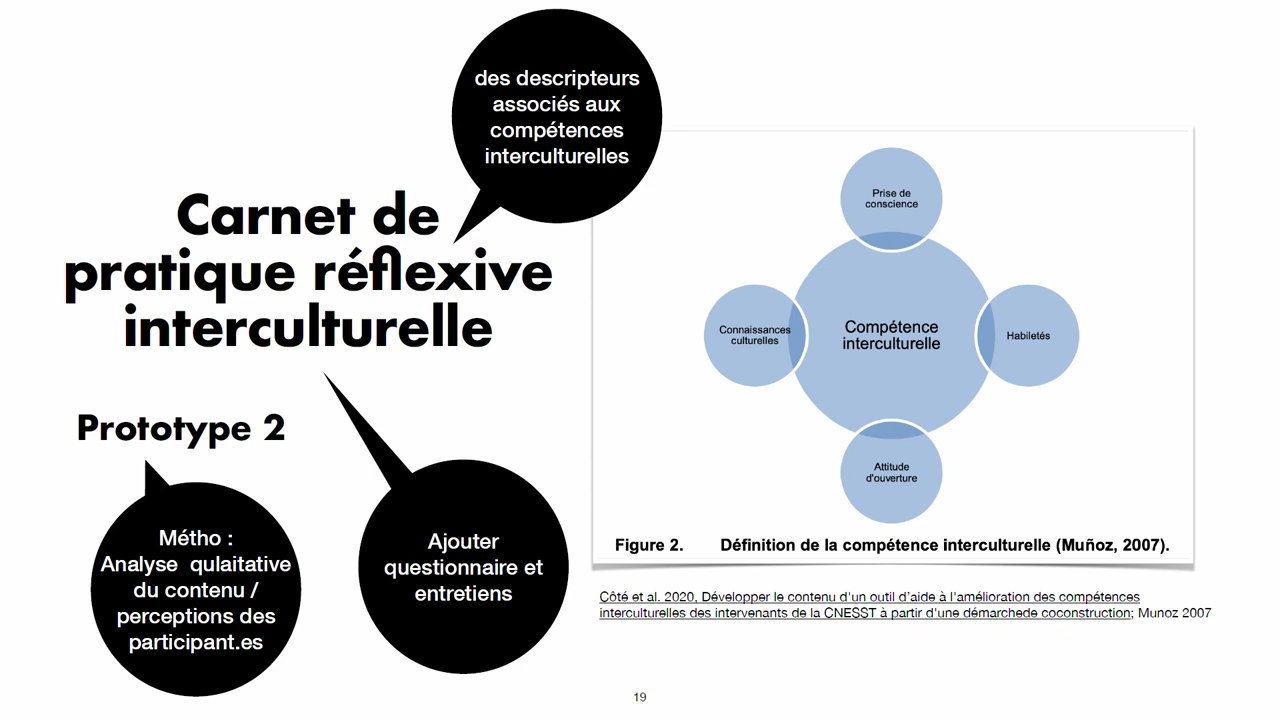 des descripteurs
associés aux
compétences
interculturelles
Carnet de
pratique réflexive
interculturelle
Prototype 2
Métho :
Analyse qulaitative
du contenu /
perceptions des
participant.es
Ajouter
questionnaire et
entretiens
Prise de
conscience
Connaissances
culturelles
Compétence
interculturelle
Habiletés
Attitude
d'ouverture
Figure 2. Définition de la compétence interculturelle (Muñoz, 2007).
Côté et al. 2020, Développer le contenu d'un outil d'aide à l'amélioration des compétences
interculturelles des intervenants de la CNESST à partir d'une démarchede coconstruction; Munoz 2007
19